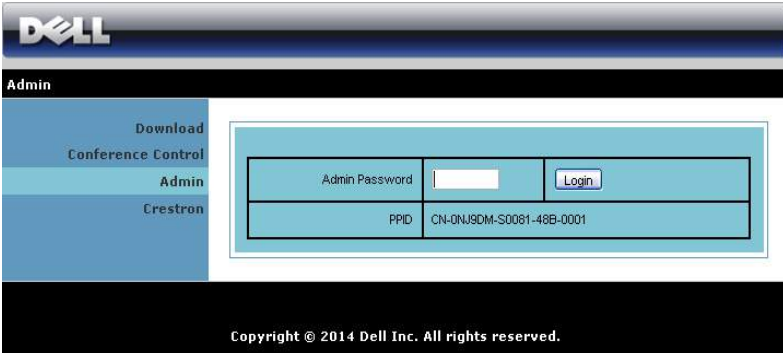 DELL
Admin
Download
Conference Control
Admin
Crestron
Admin Password
Login
PPID CN-0NJ9DM-S0081-48B-0001
Copyright © 2014 Dell Inc. All rights reserved.